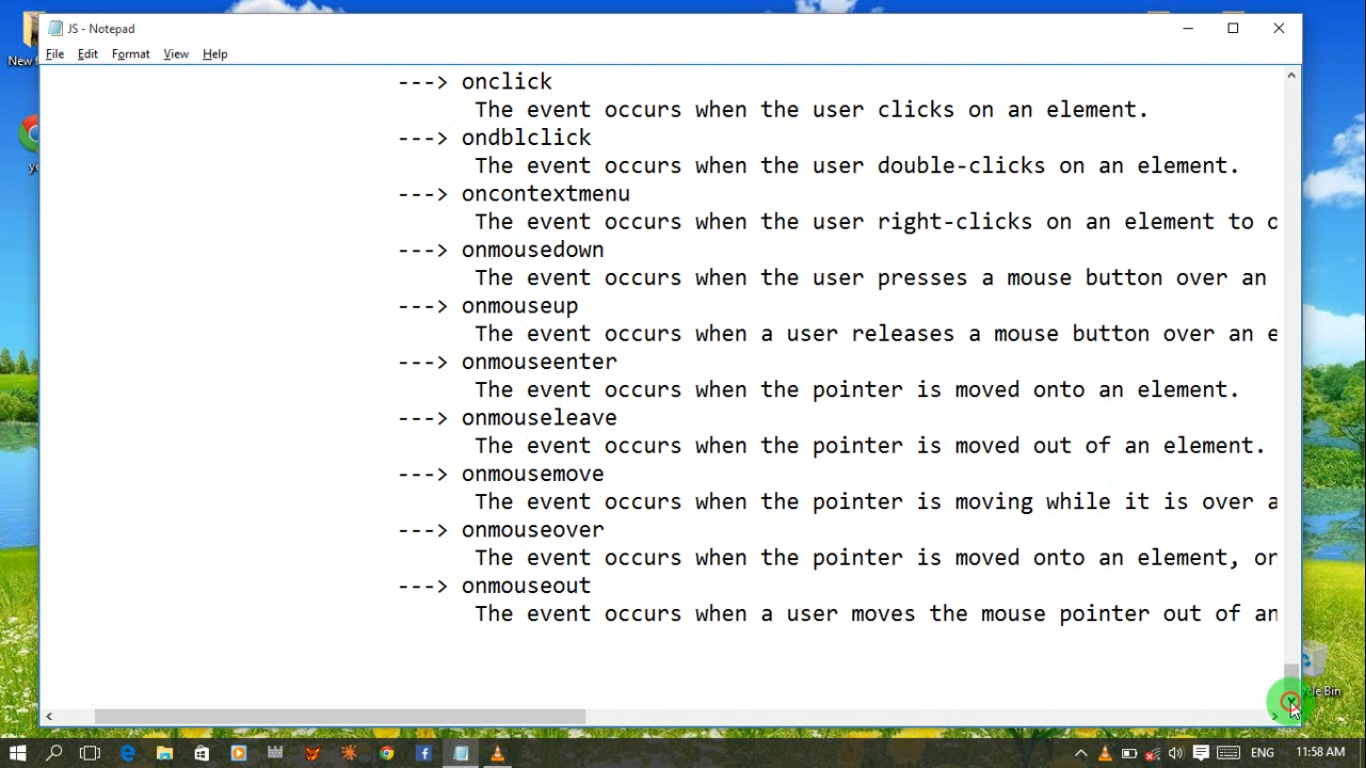 New
JS - Notepad
File Edit Format View Help
---> onclick
The event occurs when the user clicks on an element.
---> ondblclick
The event occurs when the user double-clicks on an element.
---> oncontextmenu
The event occurs when the user right-clicks on an element to o
---> onmousedown
The event occurs when the user presses a mouse button over an
---> onmouseup
The event occurs when a user releases a mouse button over an e
---> onmouseenter
The event occurs when the pointer is moved onto an element.
---> onmouseleave
The event occurs when the pointer is moved out of an element.
---> onmousemove
The event occurs when the pointer is moving while it is over a
---> onmouseover
The event occurs when the pointer is moved onto an element, or
---> onmouseout
The event occurs when a user moves the mouse pointer out of an
cle Bin
ENG 11:58 AM